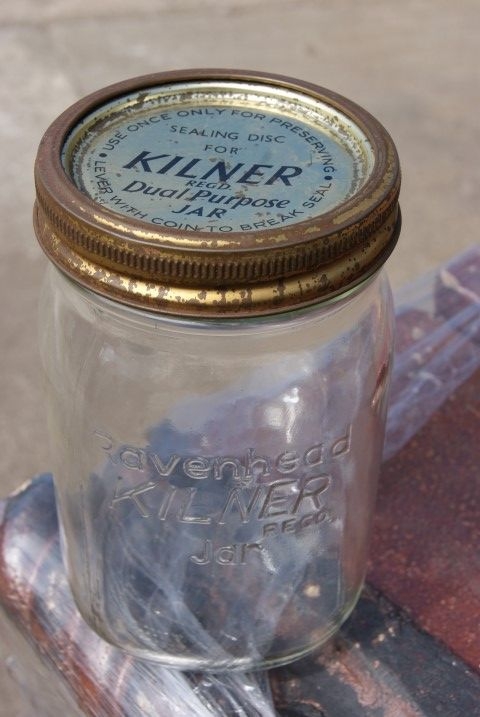 USE ONCE ONLY FOR PRESERVING
SEALING DISC
FOR
KILNER
REGD.
Dual Purpose
JAR
• LEVER WITH COIN TO BREAK SEAL •
Ravenhead
KILNER
REGD.
Jar